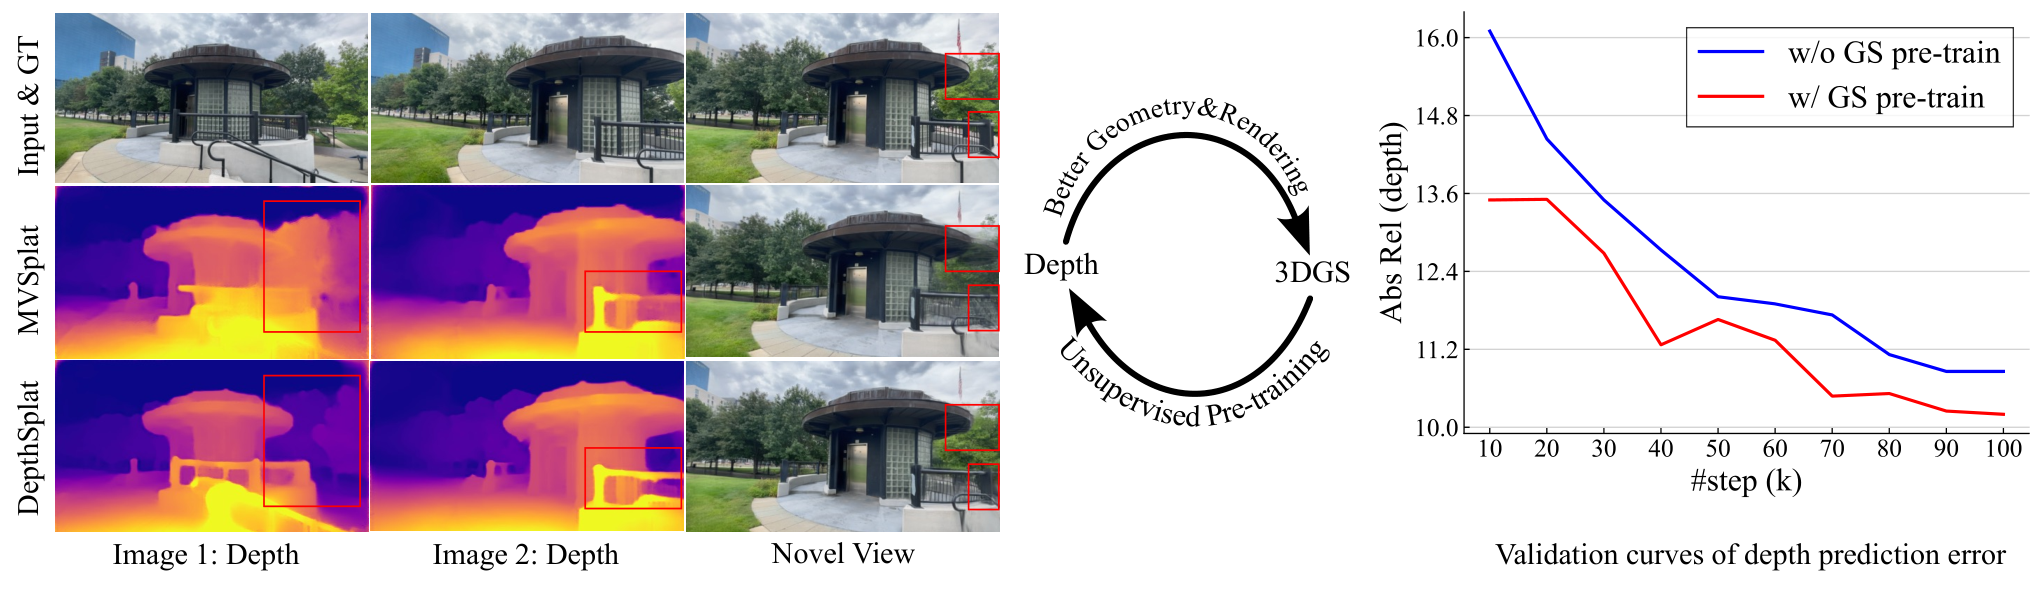 Input & GT
MVSplat
DepthSplat
Image 1: Depth
Image 2: Depth
Novel View
Better Geometry&Rendering
Depth
3DGS
Unsupervised Pre-training
Abs Rel (depth)
16.0
14.8
13.6
12.4
11.2
10.0
w/o GS pre-train
w/ GS pre-train
10 20 30 40 50 60 70 80 90 100
#step (k)
Validation curves of depth prediction error